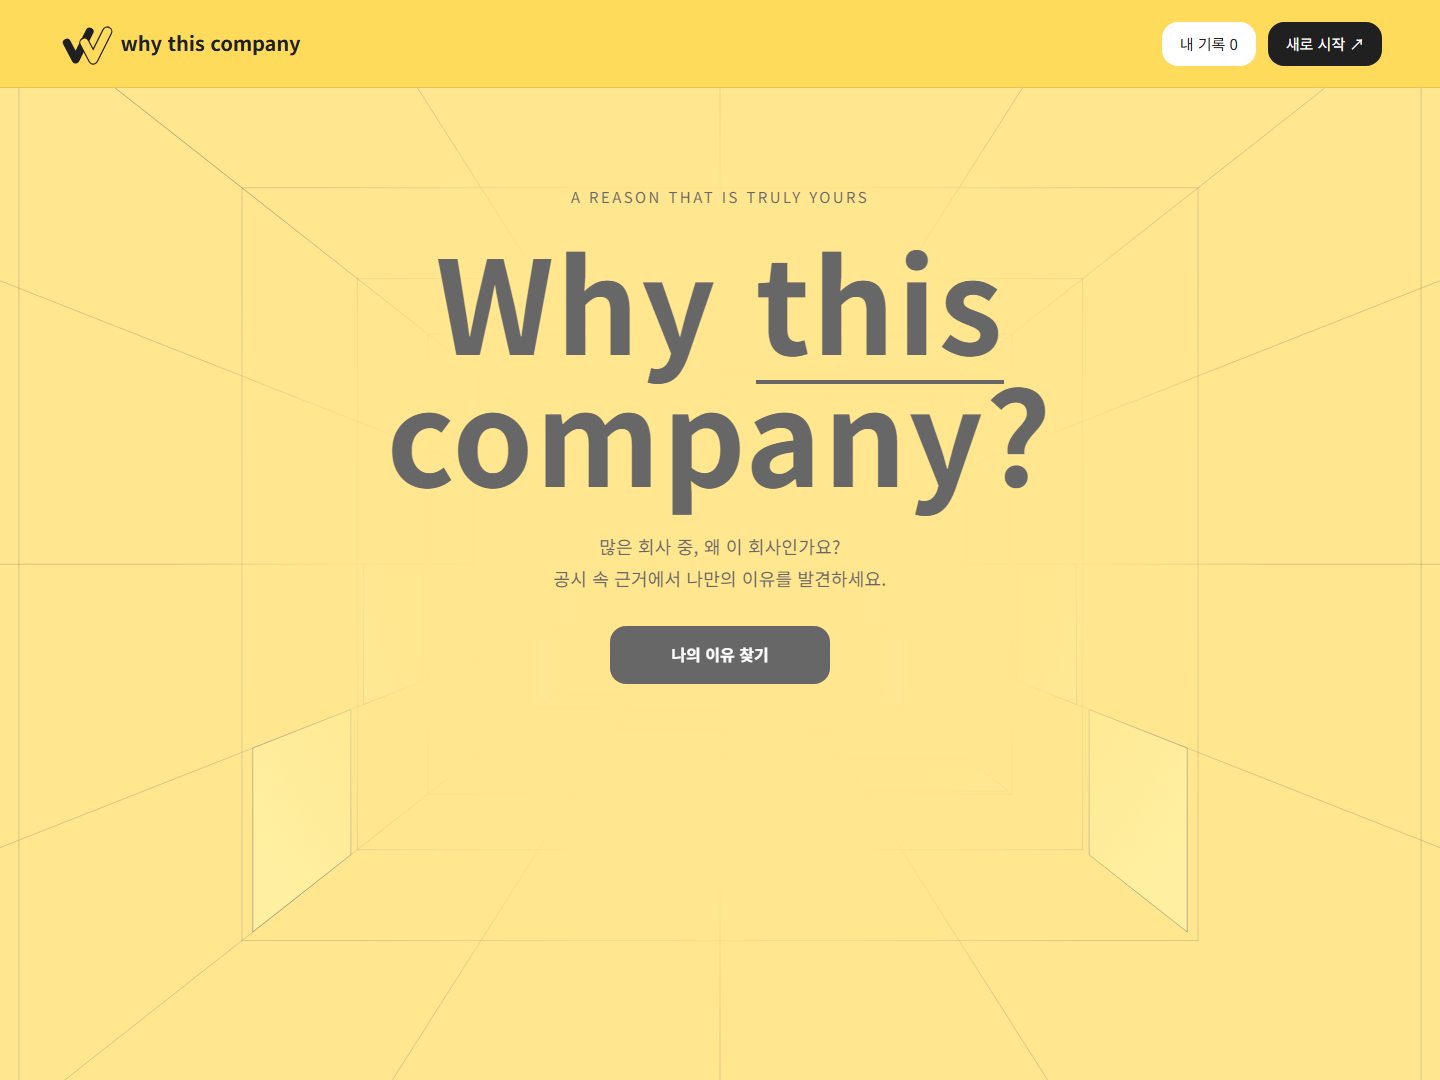 why this company
내 기록 0
새로 시작 ↗
A REASON THAT IS TRULY YOURS
Why this
company?
많은 회사 중, 왜 이 회사인가요?
공시 속 근거에서 나만의 이유를 발견하세요.
나의 이유 찾기